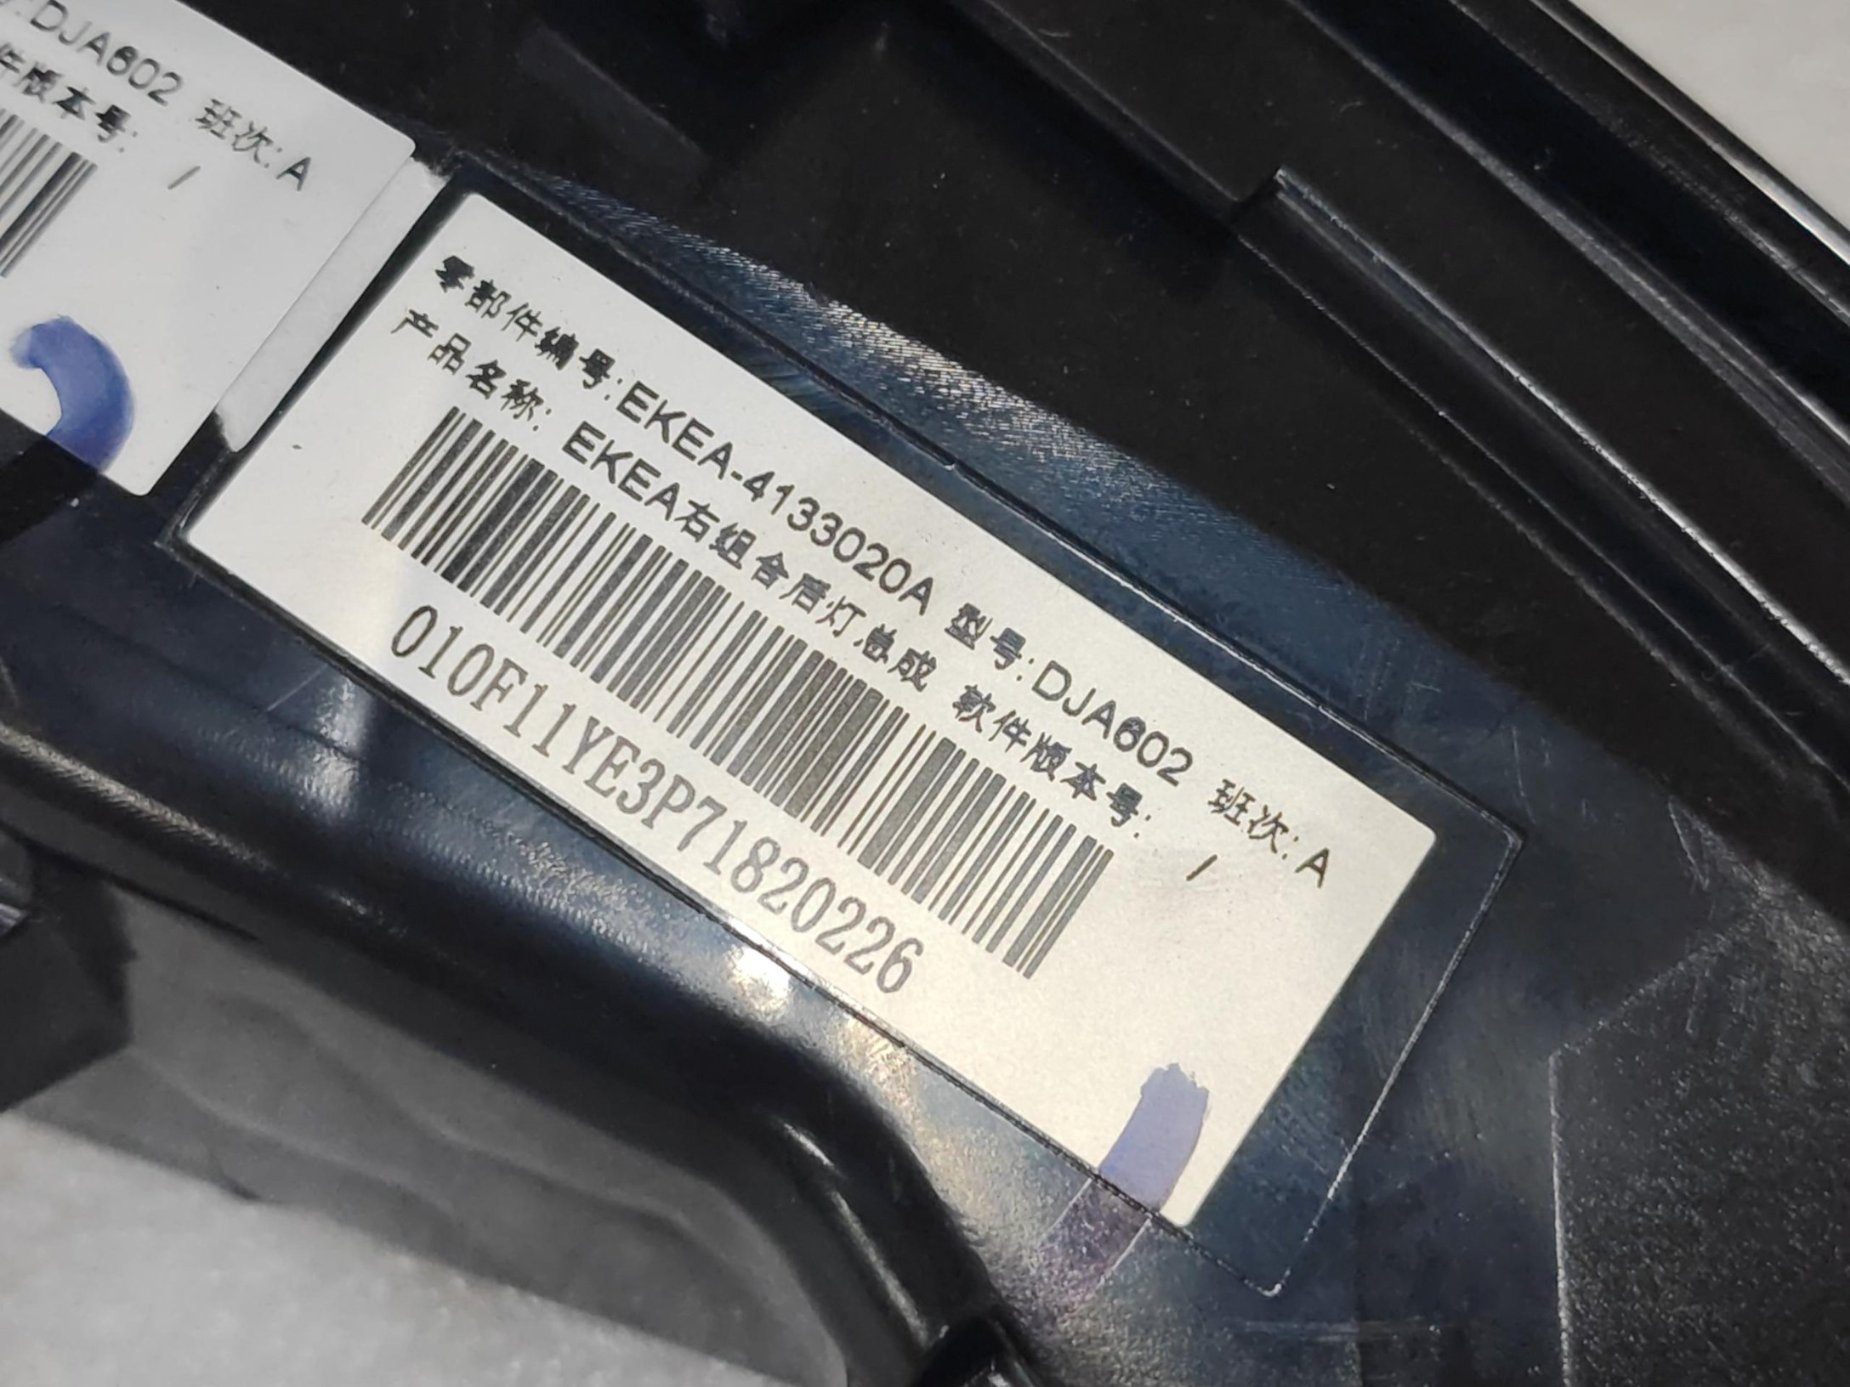 :DJA602 班次: A
件版本号: /
零部件编号: EKEA-4133020A 型号: DJA602 班次: A
产品名称: EKEA右组合后灯总成 软件版本号: /
010F11YE3P71820226